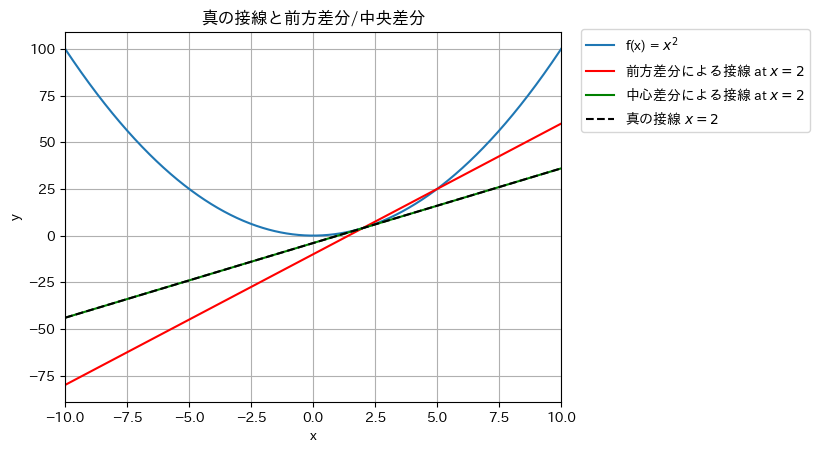 真の接線と前方差分/中央差分
f(x) = x²
前方差分による接線 at x = 2
中心差分による接線 at x = 2
真の接線 x = 2
100
75
50
25
0
−25
−50
−75
y
−10.0 −7.5 −5.0 −2.5 0.0 2.5 5.0 7.5 10.0
x